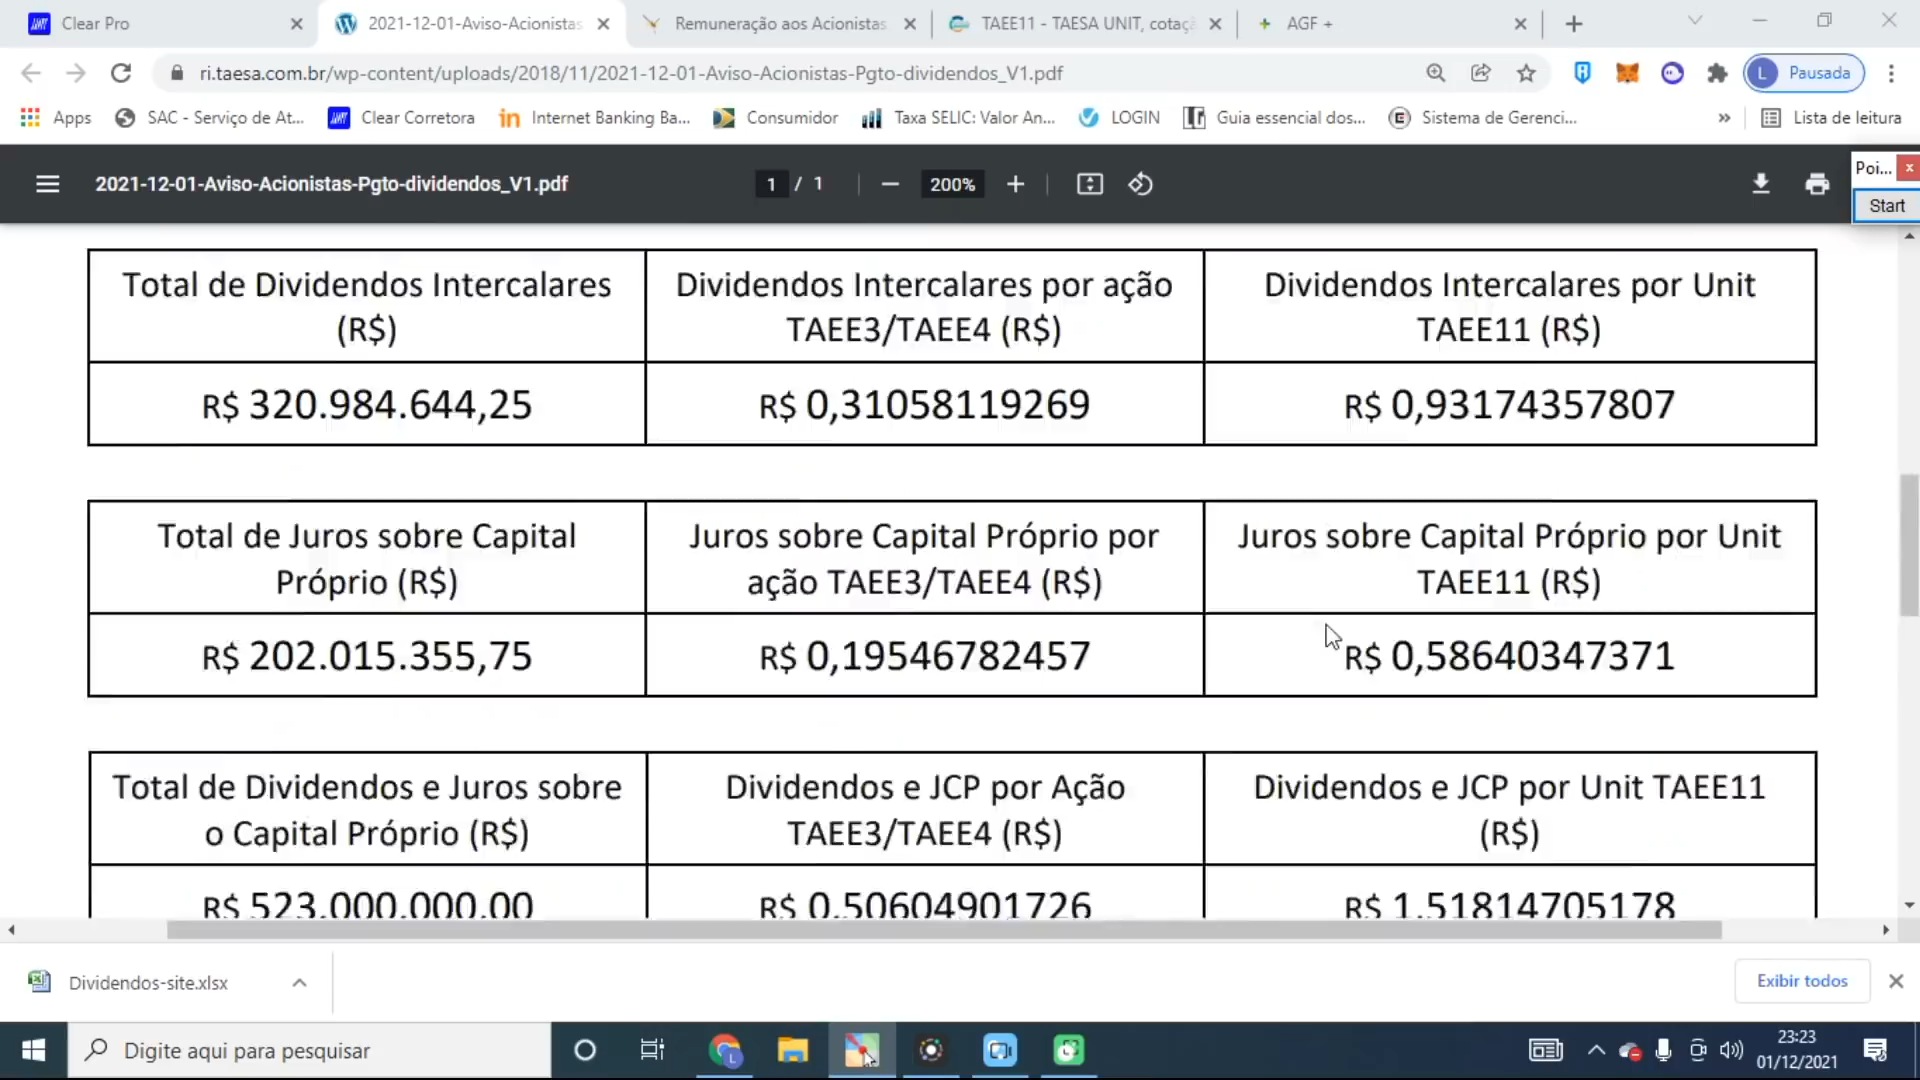 Clear Pro
2021-12-01-Aviso-Acionistas
Remuneração aos Acionistas
TAEE11 - TAESA UNIT, cotaç
AGF +
ri.taesa.com.br/wp-content/uploads/2018/11/2021-12-01-Aviso-Acionistas-Pgto-dividendos_V1.pdf
L Pausada
Apps
SAC - Serviço de At...
Clear Corretora
in Internet Banking Ba...
Consumidor
Taxa SELIC: Valor An...
LOGIN
Guia essencial dos...
Sistema de Gerenci...
»
Lista de leitura
2021-12-01-Aviso-Acionistas-Pgto-dividendos_V1.pdf
1 / 1
200%
Poi... x
Start
Total de Dividendos Intercalares
(R$)
Dividendos Intercalares por ação
TAEE3/TAEE4 (R$)
Dividendos Intercalares por Unit
TAEE11 (R$)
R$ 320.984.644,25
R$ 0,31058119269
R$ 0,93174357807
Total de Juros sobre Capital
Próprio (R$)
Juros sobre Capital Próprio por
ação TAEE3/TAEE4 (R$)
Juros sobre Capital Próprio por Unit
TAEE11 (R$)
R$ 202.015.355,75
R$ 0,19546782457
R$ 0,58640347371
Total de Dividendos e Juros sobre
o Capital Próprio (R$)
Dividendos e JCP por Ação
TAEE3/TAEE4 (R$)
Dividendos e JCP por Unit TAEE11
(R$)
R$ 523.000.000,00
R$ 0,50604901726
R$ 1,51814705178
Dividendos-site.xlsx
Exibir todos
Digite aqui para pesquisar
L
23:23
01/12/2021